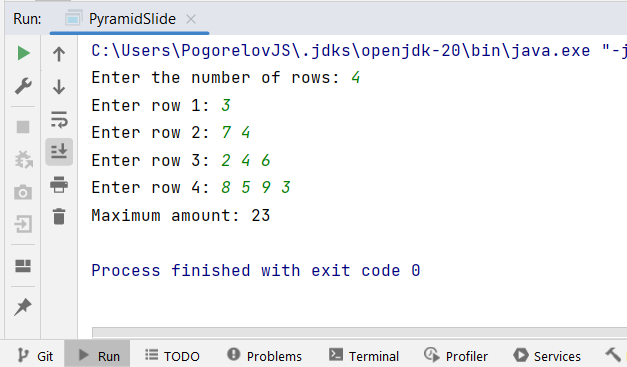 Run: PyramidSlide
C:\Users\PogorelovJS\.jdks\openjdk-20\bin\java.exe "-j
Enter the number of rows: 4
Enter row 1: 3
Enter row 2: 7 4
Enter row 3: 2 4 6
Enter row 4: 8 5 9 3
Maximum amount: 23
Process finished with exit code 0
Git Run TODO Problems Terminal Profiler Services